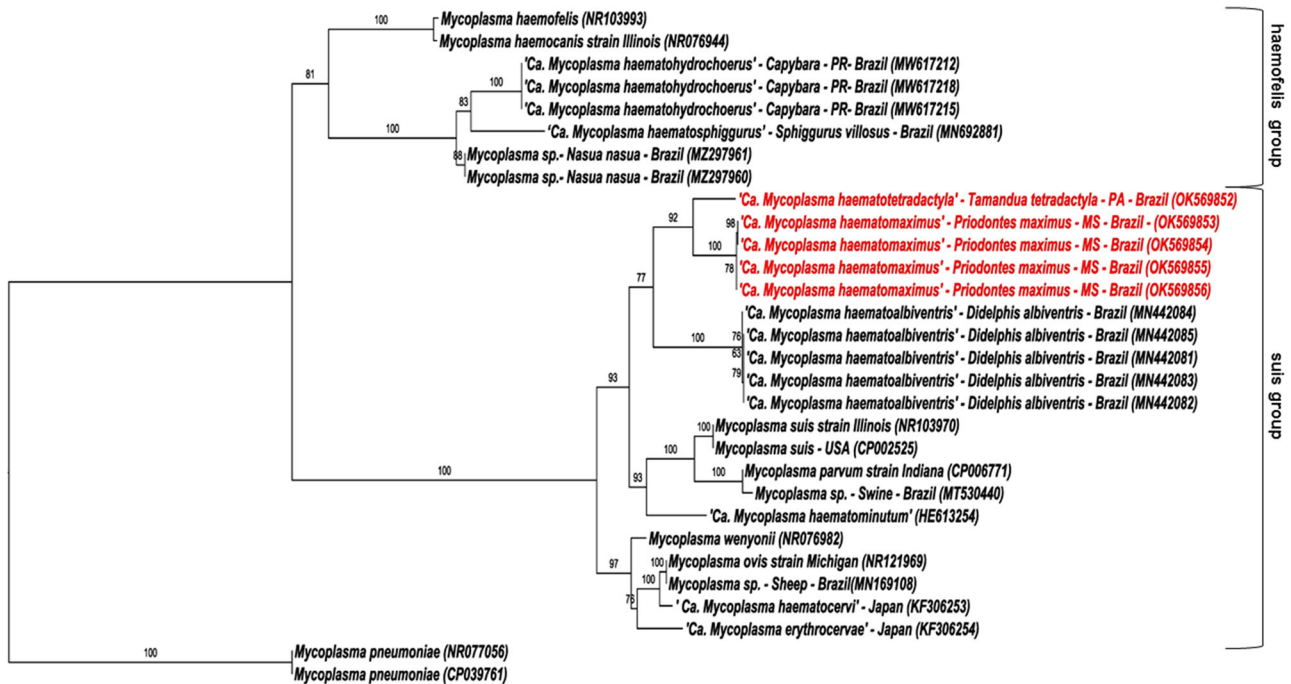 100
Mycoplasma haemofelis (NR103993)
Mycoplasma haemocanis strain Illinois (NR076944)
81
'Ca. Mycoplasma haematohydrochoerus' - Capybara - PR- Brazil (MW617212)
100
'Ca. Mycoplasma haematohydrochoerus' - Capybara - PR- Brazil (MW617218)
83
'Ca. Mycoplasma haematohydrochoerus' - Capybara - PR- Brazil (MW617215)
100
'Ca. Mycoplasma haematosphiggurus' - Sphiggurus villosus - Brazil (MN692881)
88
Mycoplasma sp.- Nasua nasua - Brazil (MZ297961)
Mycoplasma sp.- Nasua nasua - Brazil (MZ297960)
haemofelis group
'Ca. Mycoplasma haematotetradactyla' - Tamandua tetradactyla - PA - Brazil (OK569852)
92
98
'Ca. Mycoplasma haematomaximus' - Priodontes maximus - MS - Brazil - (OK569853)
100
'Ca. Mycoplasma haematomaximus' - Priodontes maximus - MS - Brazil (OK569854)
78
'Ca. Mycoplasma haematomaximus' - Priodontes maximus - MS - Brazil (OK569855)
77
'Ca. Mycoplasma haematomaximus' - Priodontes maximus - MS - Brazil (OK569856)
'Ca. Mycoplasma haematoalbiventris' - Didelphis albiventris - Brazil (MN442084)
76
'Ca. Mycoplasma haematoalbiventris' - Didelphis albiventris - Brazil (MN442085)
100
63
'Ca. Mycoplasma haematoalbiventris' - Didelphis albiventris - Brazil (MN442081)
79
'Ca. Mycoplasma haematoalbiventris' - Didelphis albiventris - Brazil (MN442083)
93
'Ca. Mycoplasma haematoalbiventris' - Didelphis albiventris - Brazil (MN442082)
100
Mycoplasma suis strain Illinois (NR103970)
100
Mycoplasma suis - USA (CP002525)
100
100
Mycoplasma parvum strain Indiana (CP006771)
93
Mycoplasma sp. - Swine - Brazil (MT530440)
'Ca. Mycoplasma haematominutum' (HE613254)
Mycoplasma wenyonii (NR076982)
97
100
Mycoplasma ovis strain Michigan (NR121969)
100
Mycoplasma sp. - Sheep - Brazil(MN169108)
76
' Ca. Mycoplasma haematocervi' - Japan (KF306253)
'Ca. Mycoplasma erythrocervae' - Japan (KF306254)
suis group
100
Mycoplasma pneumoniae (NR077056)
Mycoplasma pneumoniae (CP039761)